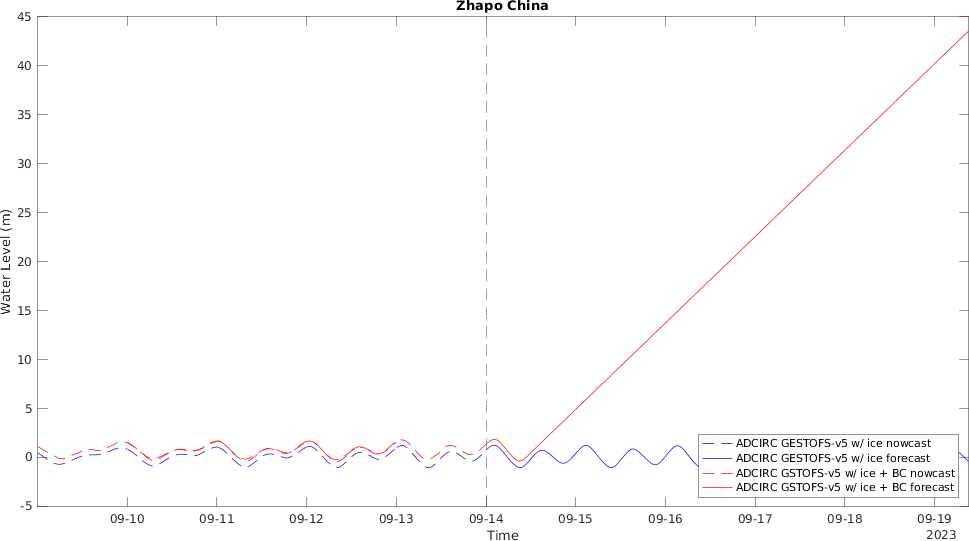 Zhapo China
45
40
35
30
25
20
15
10
5
0
-5
Water Level (m)
ADCIRC GESTOFS-v5 w/ ice nowcast
ADCIRC GESTOFS-v5 w/ ice forecast
ADCIRC GSTOFS-v5 w/ ice + BC nowcast
ADCIRC GSTOFS-v5 w/ ice + BC forecast
09-10 09-11 09-12 09-13 09-14 09-15 09-16 09-17 09-18 09-19
Time
2023